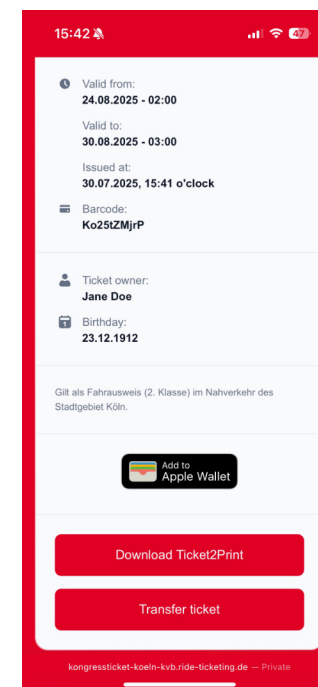 15:42
47
Valid from:
24.08.2025 - 02:00
Valid to:
30.08.2025 - 03:00
Issued at:
30.07.2025, 15:41 o'clock
Barcode:
Ko25tZMjrP
Ticket owner:
Jane Doe
1
Birthday:
23.12.1912
Gilt als Fahrausweis (2. Klasse) im Nahverkehr des
Stadtgebiet Köln.
Add to
Apple Wallet
Download Ticket2Print
Transfer ticket
kongressticket-koeln-kvb.ride-ticketing.de — Private